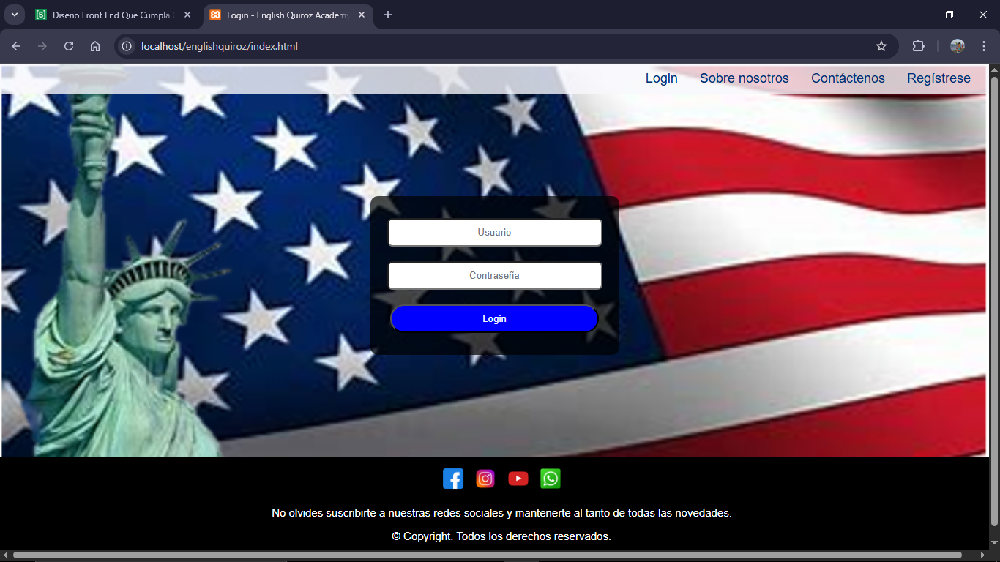 Diseno Front End Que Cumpla
Login - English Quiroz Academy
localhost/englishquiroz/index.html
Login
Sobre nosotros
Contáctenos
Regístrese
Usuario
Contraseña
Login
No olvides suscribirte a nuestras redes sociales y mantenerte al tanto de todas las novedades.
© Copyright. Todos los derechos reservados.